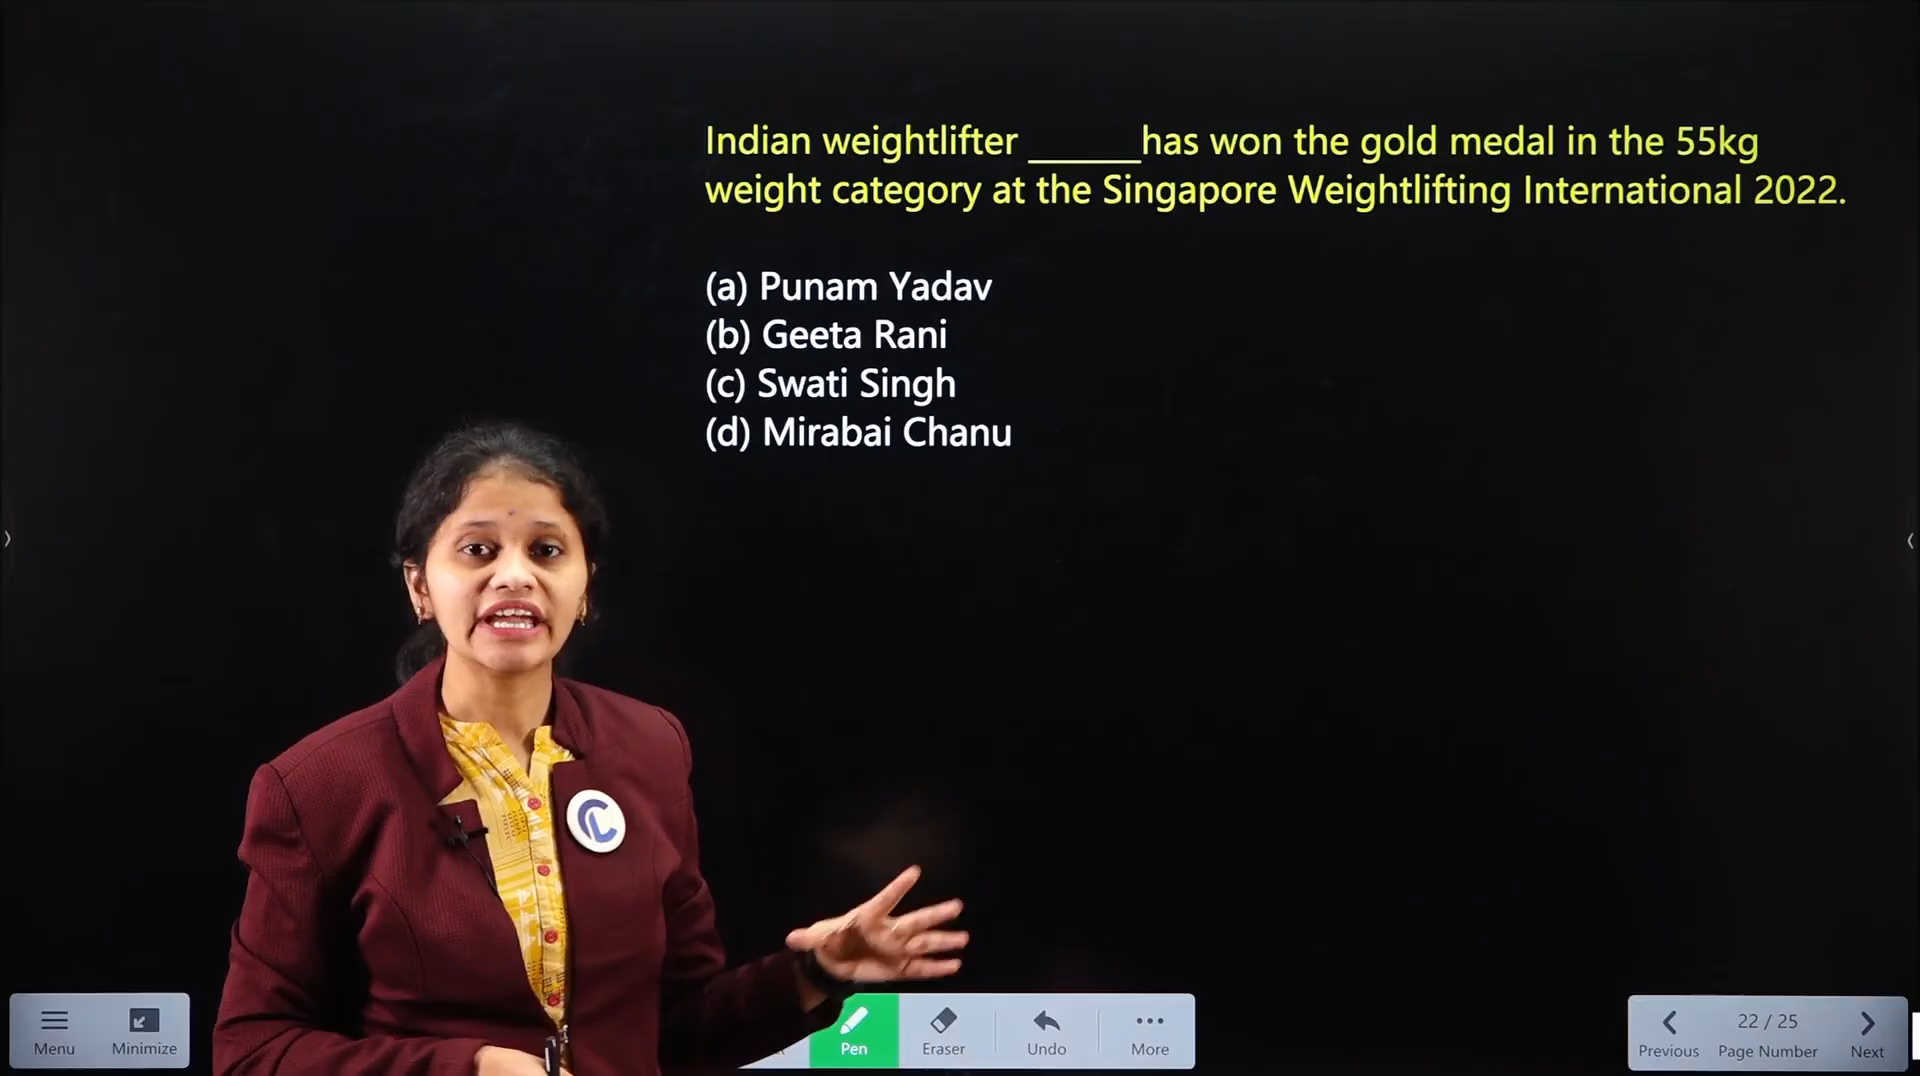 Indian weightlifter ______has won the gold medal in the 55kg
weight category at the Singapore Weightlifting International 2022.
(a) Punam Yadav
(b) Geeta Rani
(c) Swati Singh
(d) Mirabai Chanu
CL
Menu
Minimize
Pen
Eraser
Undo
More
22 / 25
Previous
Page Number
Next